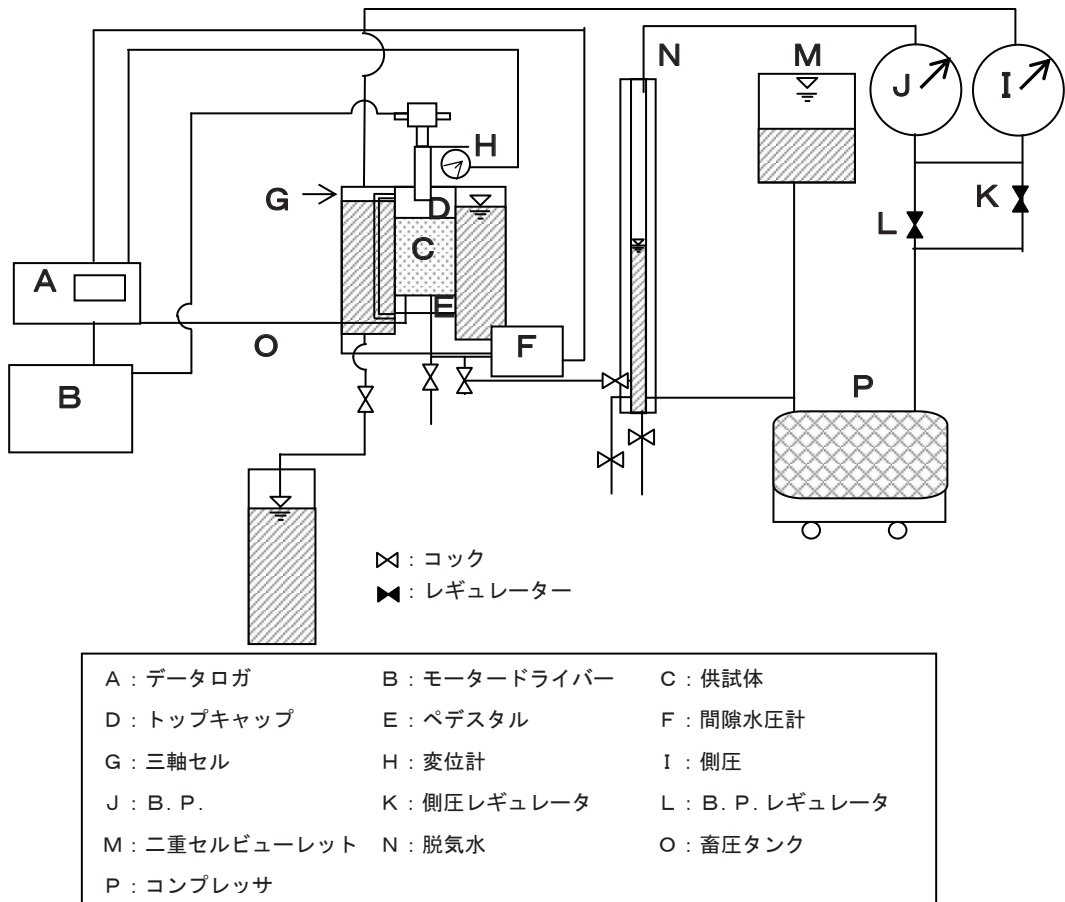 N
M
J
I
H
G
K
D
L
C
A
E
F
O
P
B
：コック
：レギュレーター
A：データロガ B：モータードライバー C：供試体
D：トップキャップ E：ペデスタル F：間隙水圧計
G：三軸セル H：変位計 I：側圧
J：B. P. K：側圧レギュレータ L：B. P. レギュレータ
M：二重セルビューレット N：脱気水 O：畜圧タンク
P：コンプレッサ